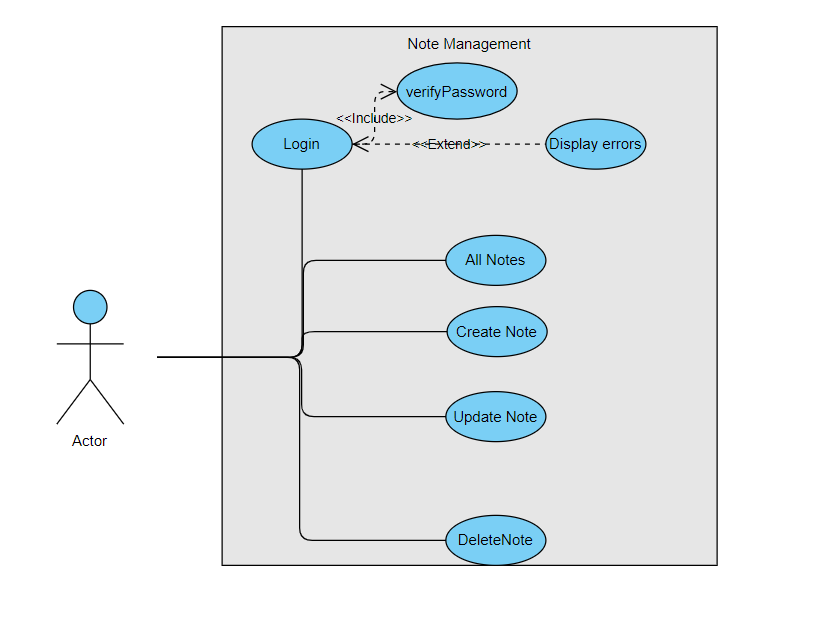 Note Management
verifyPassword
<<Include>>
Login
<<Extend>>
Display errors
All Notes
Create Note
Update Note
Actor
DeleteNote